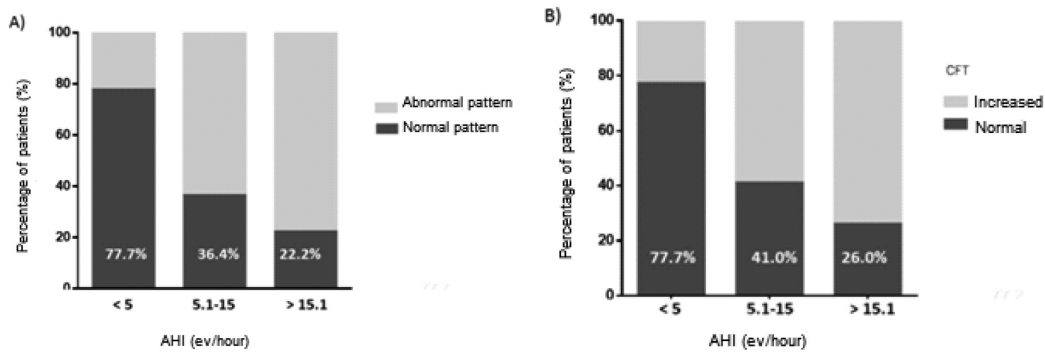 A)
Percentage of patients (%)
100
80
60
40
20
0
77.7%
36.4%
22.2%
< 5
5.1-15
> 15.1
AHI (ev/hour)
Abnormal pattern
Normal pattern
B)
Percentage of patients (%)
100
80
60
40
20
0
77.7%
41.0%
26.0%
< 5
5.1-15
> 15.1
AHI (ev/hour)
CFT
Increased
Normal